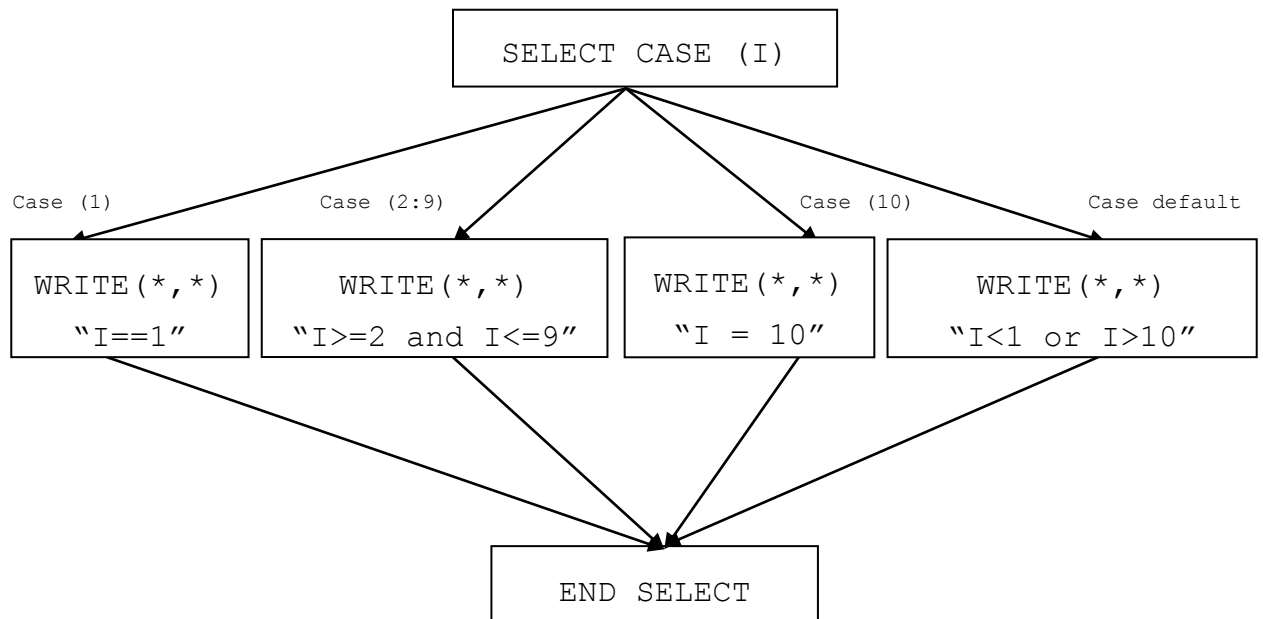 SELECT CASE (I)
Case (1)
Case (2:9)
Case (10)
Case default
WRITE(*,*)
“I==1”
WRITE(*,*)
“I>=2 and I<=9”
WRITE(*,*)
“I = 10”
WRITE(*,*)
“I<1 or I>10”
END SELECT